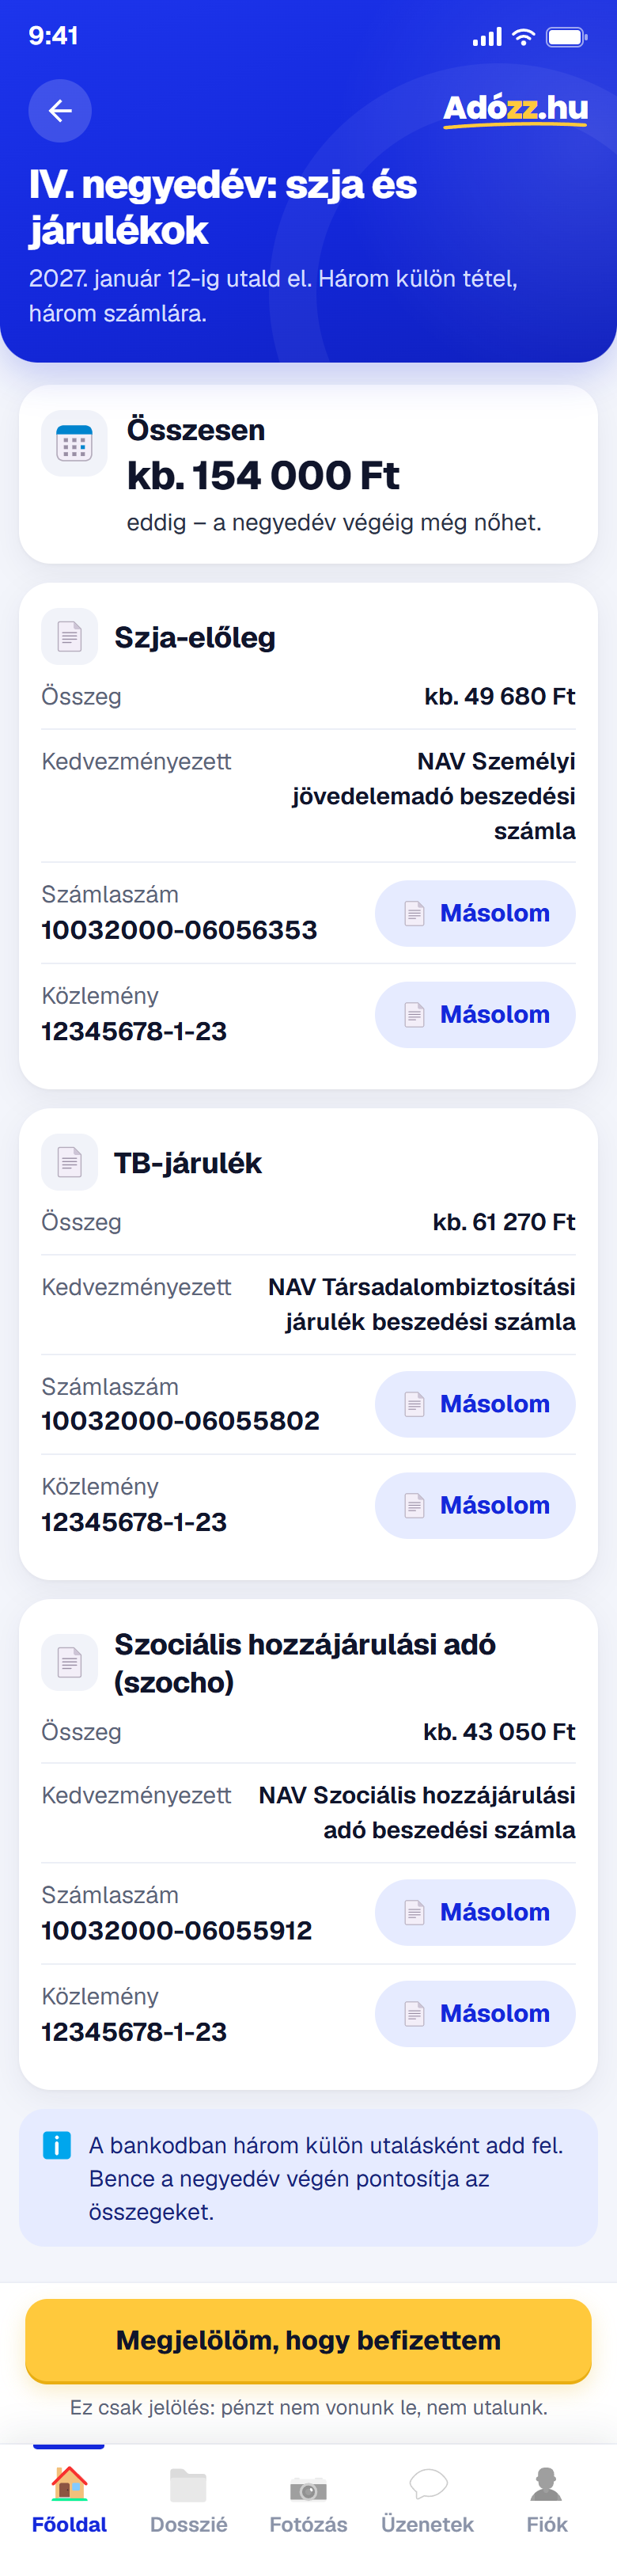 9:41
Adózz.hu
IV. negyedév: szja és
járulékok
2027. január 12-ig utald el. Három külön tétel,
három számlára.
Összesen
kb. 154 000 Ft
eddig – a negyedév végéig még nőhet.
Szja-előleg
Összeg
kb. 49 680 Ft
Kedvezményezett
NAV Személyi
jövedelemadó beszedési
számla
Számlaszám
10032000-06056353
Másolom
Közlemény
12345678-1-23
Másolom
TB-járulék
Összeg
kb. 61 270 Ft
Kedvezményezett
NAV Társadalombiztosítási
járulék beszedési számla
Számlaszám
10032000-06055802
Másolom
Közlemény
12345678-1-23
Másolom
Szociális hozzájárulási adó
(szocho)
Összeg
kb. 43 050 Ft
Kedvezményezett
NAV Szociális hozzájárulási
adó beszedési számla
Számlaszám
10032000-06055912
Másolom
Közlemény
12345678-1-23
Másolom
A bankodban három külön utalásként add fel.
Bence a negyedév végén pontosítja az
összegeket.
Megjelölöm, hogy befizettem
Ez csak jelölés: pénzt nem vonunk le, nem utalunk.
Főoldal
Dosszié
Fotózás
Üzenetek
Fiók